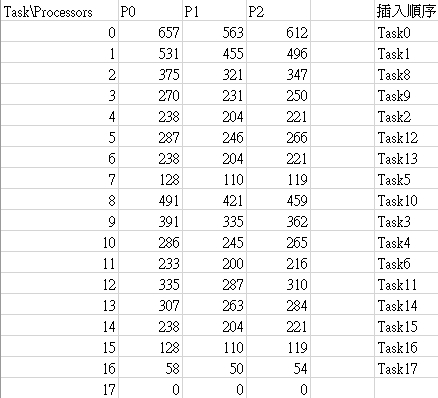 Task\Processors P0 P1 P2 插入順序
0 657 563 612 Task0
1 531 455 496 Task1
2 375 321 347 Task8
3 270 231 250 Task9
4 238 204 221 Task2
5 287 246 266 Task12
6 238 204 221 Task13
7 128 110 119 Task5
8 491 421 459 Task10
9 391 335 362 Task3
10 286 245 265 Task4
11 233 200 216 Task6
12 335 287 310 Task11
13 307 263 284 Task14
14 238 204 221 Task15
15 128 110 119 Task16
16 58 50 54 Task17
17 0 0 0